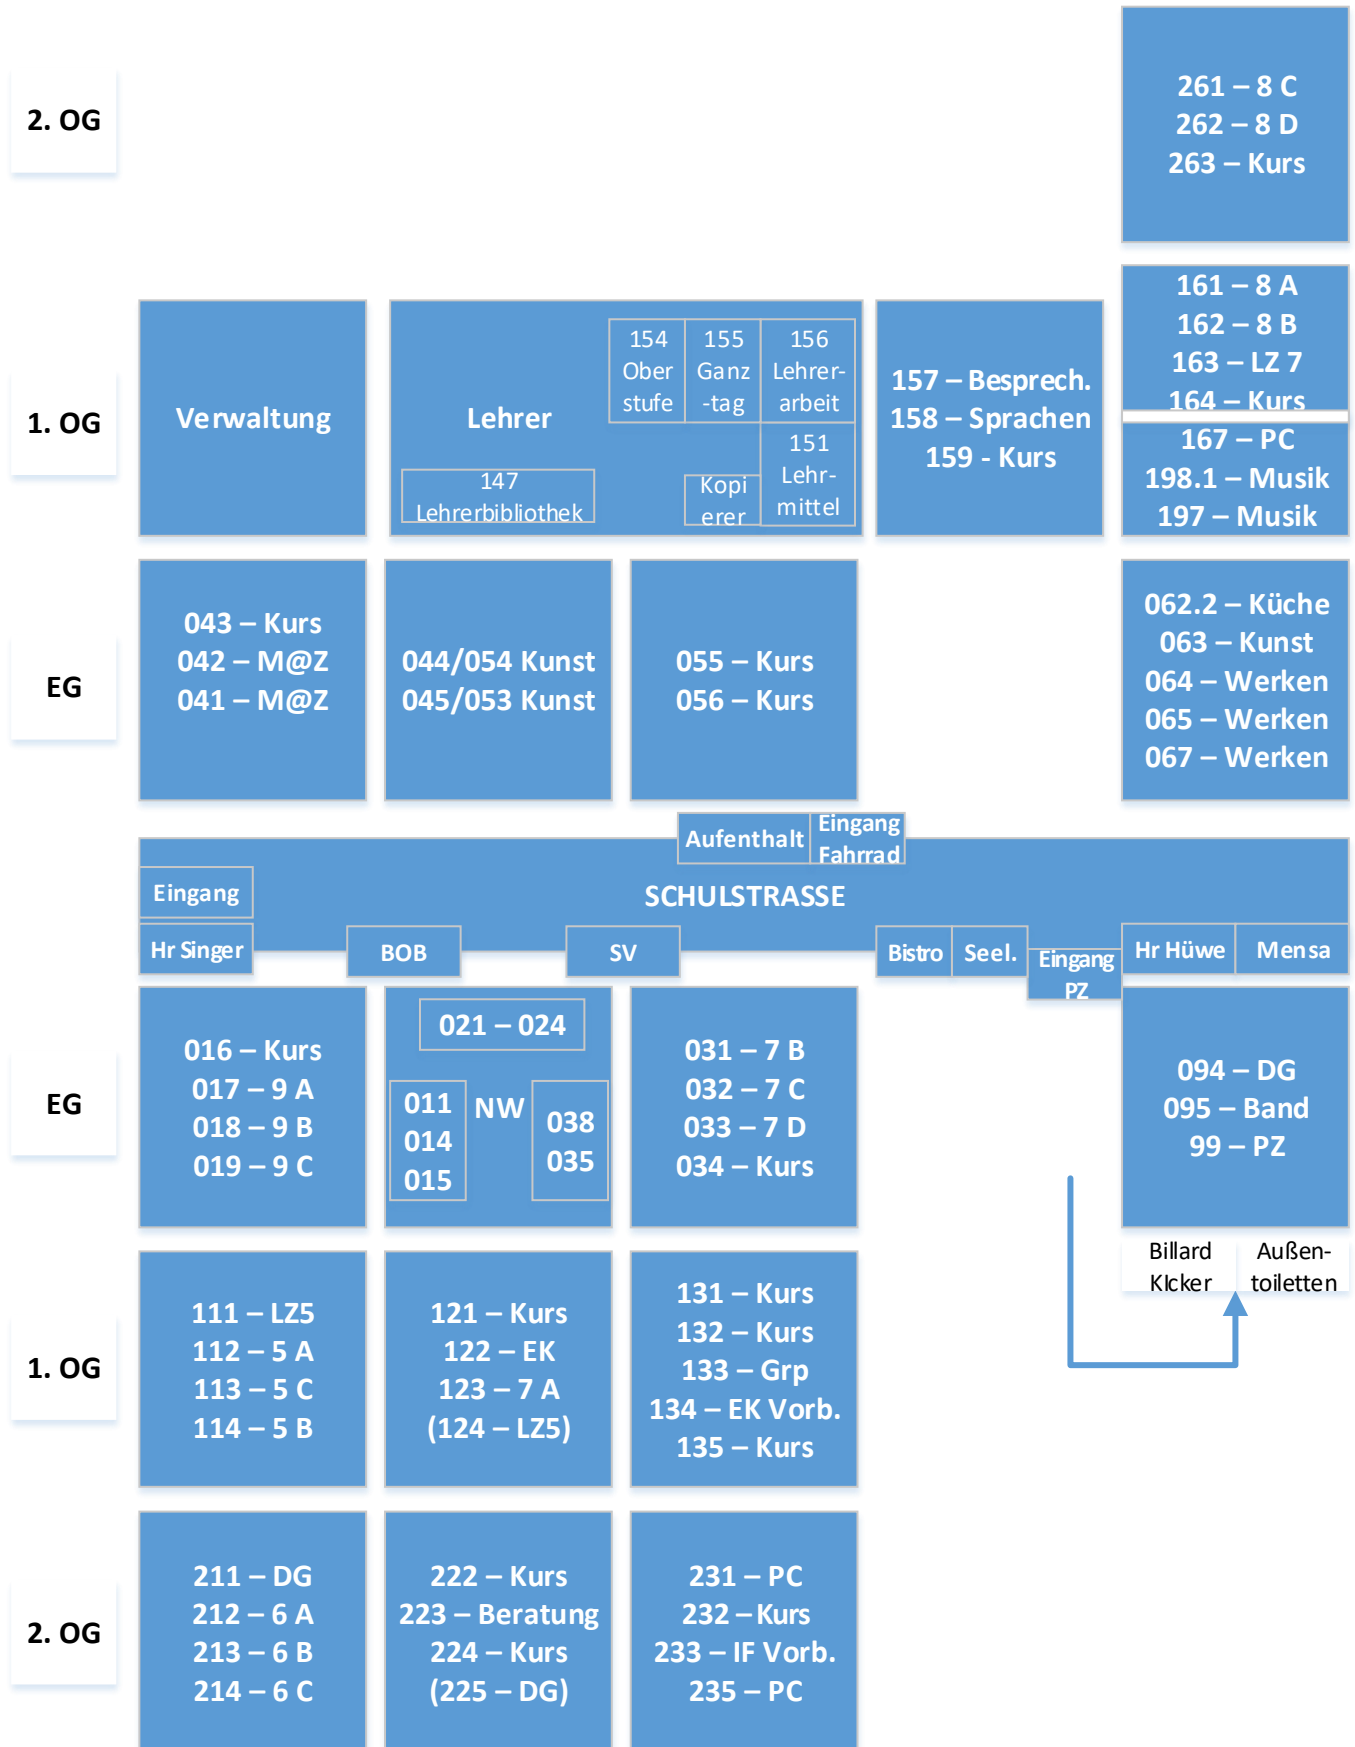 2. OG
261 – 8 C
262 – 8 D
263 – Kurs
1. OG
Verwaltung
Lehrer
154
Ober
stufe
155
Ganz
-tag
156
Lehrer-
arbeit
147
Lehrerbibliothek
Kopi
erer
151
Lehr-
mittel
157 – Besprech.
158 – Sprachen
159 - Kurs
161 – 8 A
162 – 8 B
163 – LZ 7
164 – Kurs
167 – PC
198.1 – Musik
197 – Musik
EG
043 – Kurs
042 – M@Z
041 – M@Z
044/054 Kunst
045/053 Kunst
055 – Kurs
056 – Kurs
062.2 – Küche
063 – Kunst
064 – Werken
065 – Werken
067 – Werken
Aufenthalt
Eingang
Fahrrad
Eingang
SCHULSTRASSE
Hr Singer
BOB
SV
Bistro
Seel.
Eingang
PZ
Hr Hüwe
Mensa
EG
016 – Kurs
017 – 9 A
018 – 9 B
019 – 9 C
021 – 024
011
014
015
NW
038
035
031 – 7 B
032 – 7 C
033 – 7 D
034 – Kurs
094 – DG
095 – Band
99 – PZ
Billard
KIcker
Außen-
toiletten
1. OG
111 – LZ5
112 – 5 A
113 – 5 C
114 – 5 B
121 – Kurs
122 – EK
123 – 7 A
(124 – LZ5)
131 – Kurs
132 – Kurs
133 – Grp
134 – EK Vorb.
135 – Kurs
2. OG
211 – DG
212 – 6 A
213 – 6 B
214 – 6 C
222 – Kurs
223 – Beratung
224 – Kurs
(225 – DG)
231 – PC
232 – Kurs
233 – IF Vorb.
235 – PC